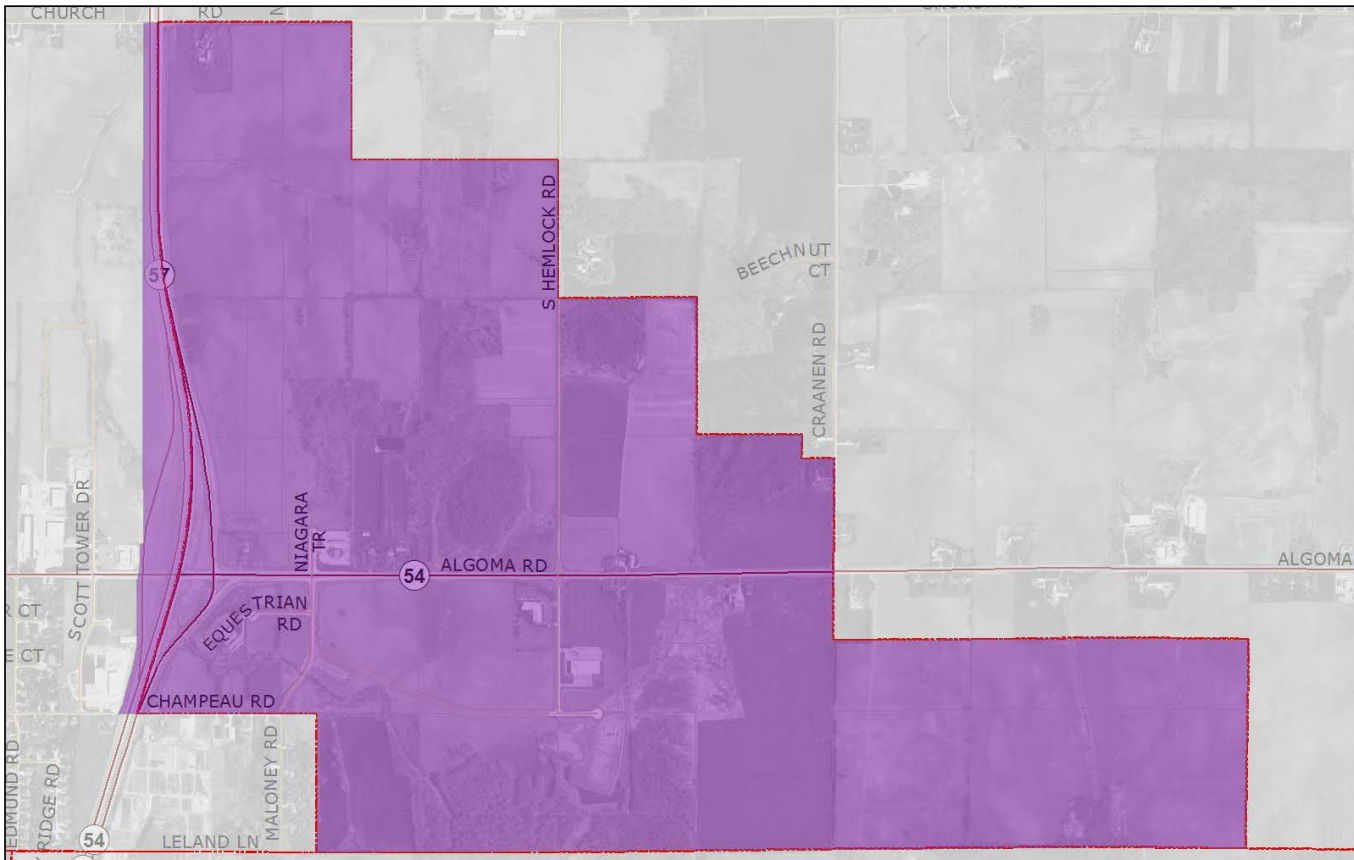 CHURCH RD
57
S HEMLOCK RD
BEECHNUT
CT
CRAANEN RD
S SCOTT TOWER DR
NIAGARA
TR
54
ALGOMA RD
ALGOMA
R CT
EQUESTRIAN
RD
E CT
CHAMPEAU RD
EDMUND RD
RIDGE RD
MALONEY RD
54
LELAND LN